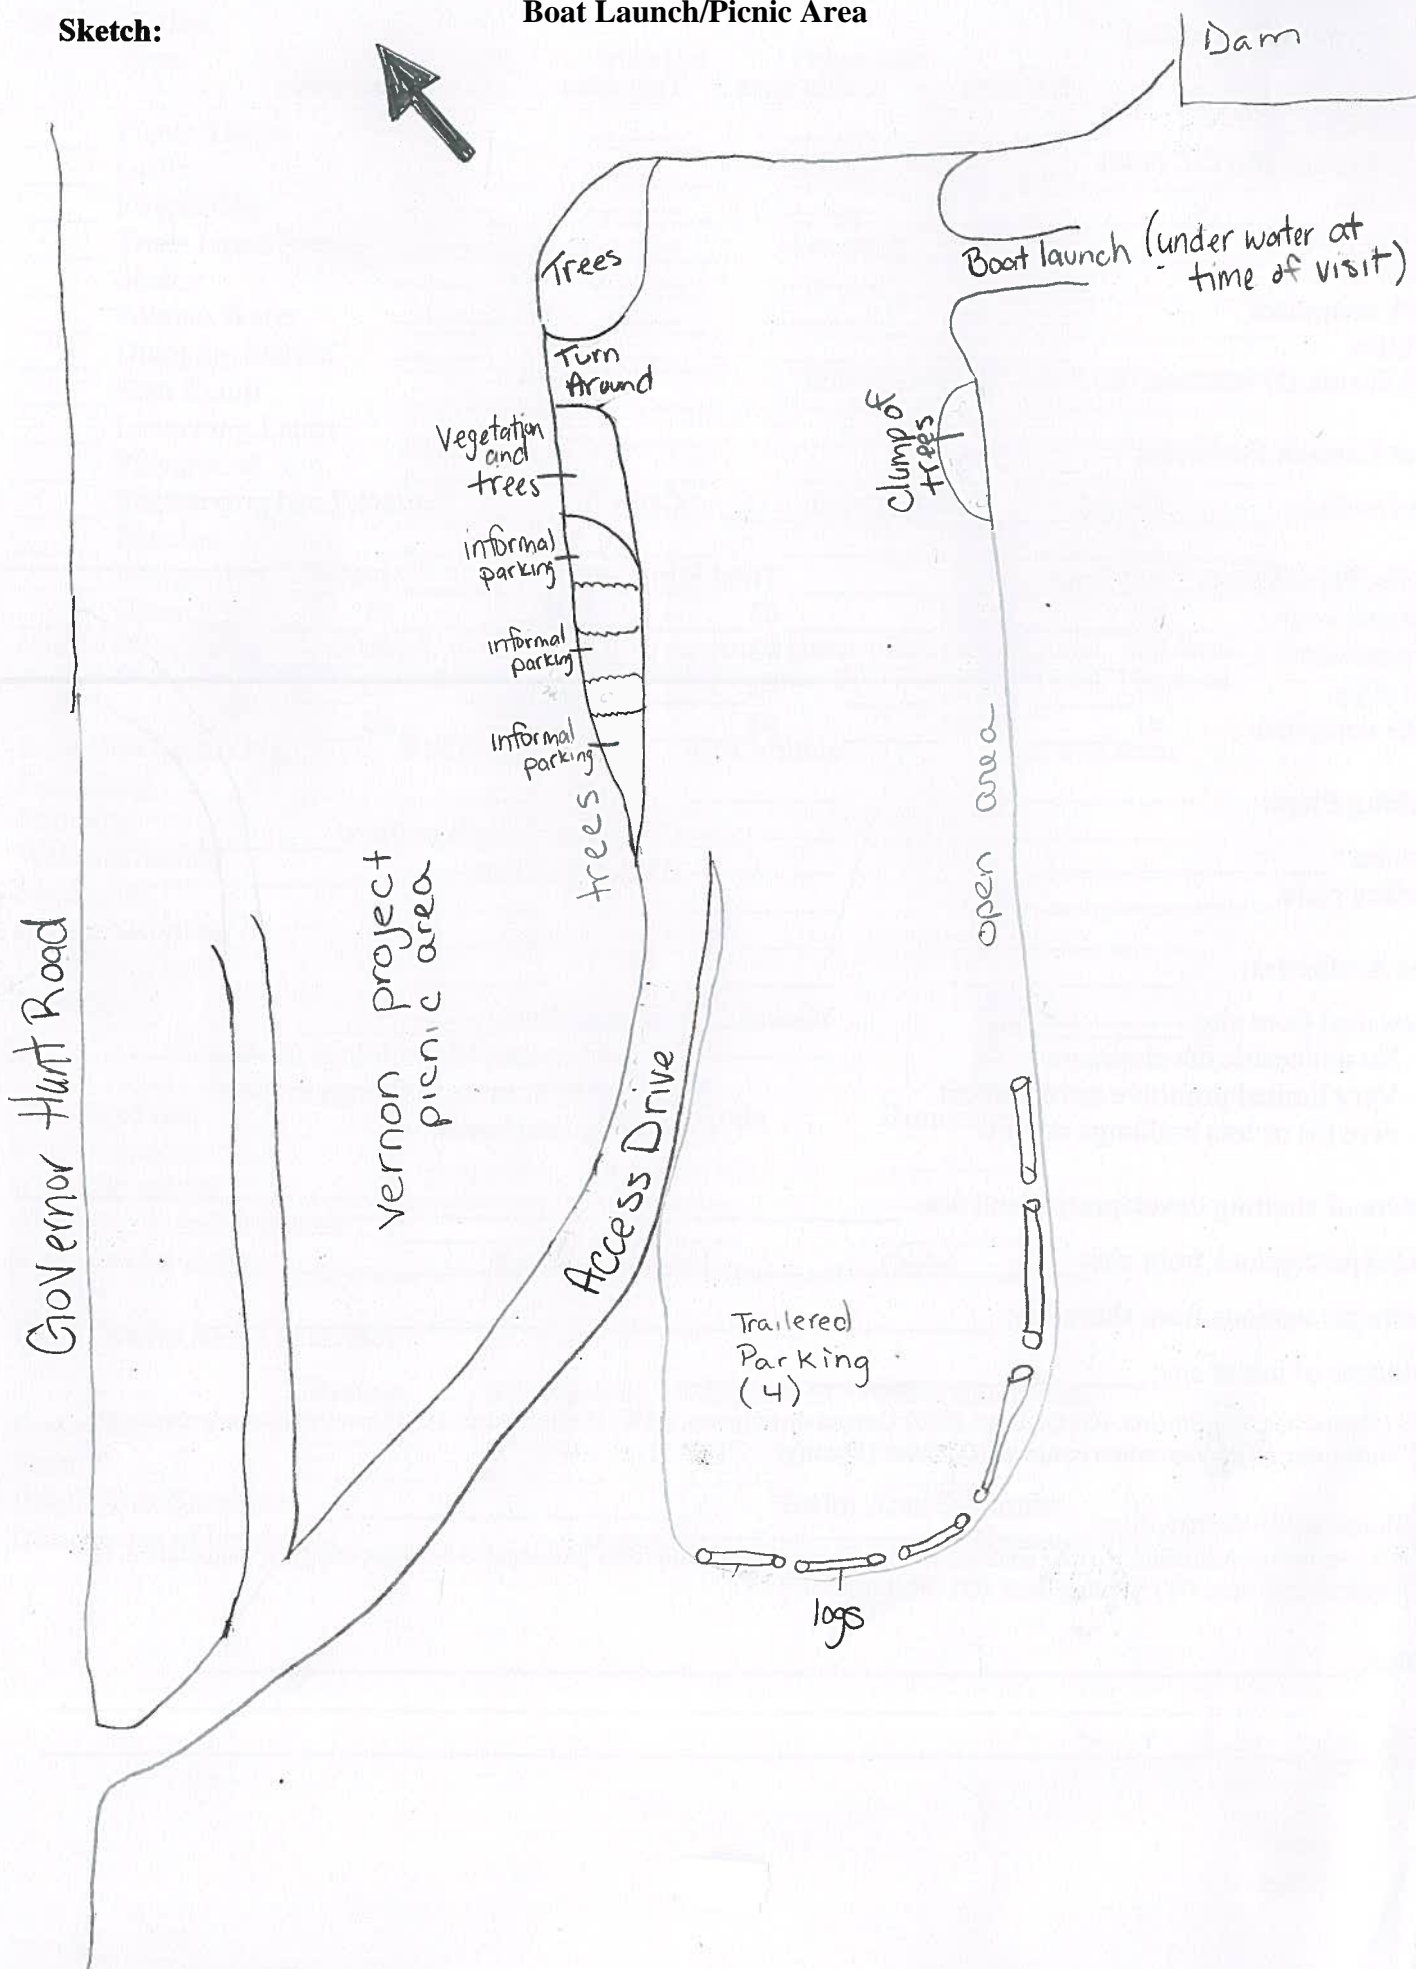 Boat Launch/Picnic Area
Sketch:
Dam
Boat launch (under water at
time of visit)
Trees
Turn
Around
Vegetation
and
trees
Clump of
trees
informal
parking
informal
parking
informal
parking
trees
open area
vernon project
picnic area
Governor Hunt Road
Access Drive
Trailered
Parking
(4)
logs